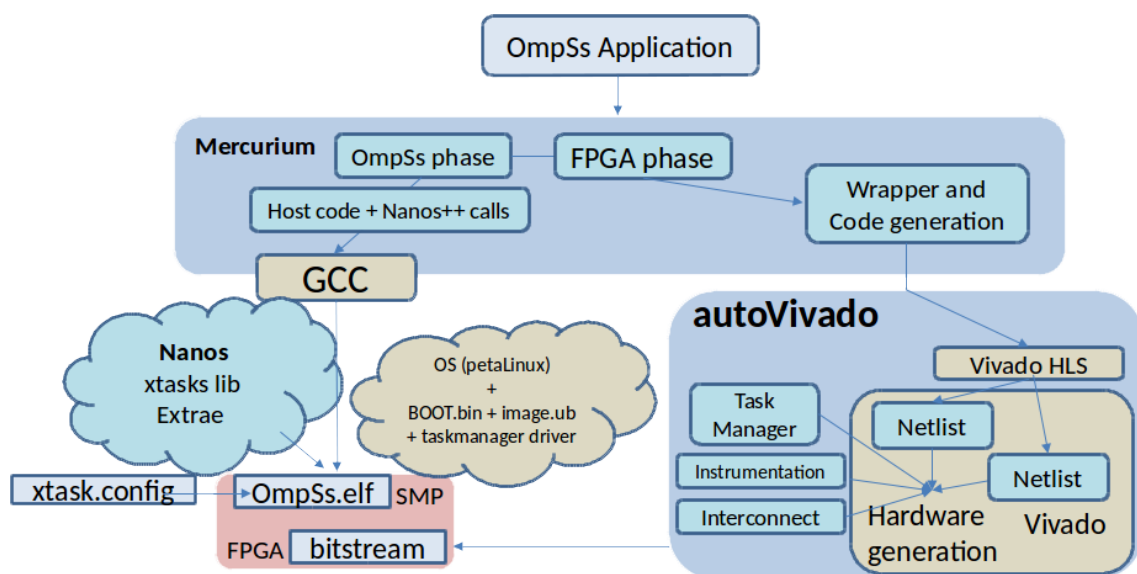 OmpSs Application
Mercurium
OmpSs phase
FPGA phase
Host code + Nanos++ calls
Wrapper and
Code generation
GCC
autoVivado
Nanos
xtasks lib
Extrae
OS (petaLinux)
+
BOOT.bin + image.ub
+ taskmanager driver
Vivado HLS
Task
Manager
Netlist
Instrumentation
Netlist
Interconnect
Hardware
generation
Vivado
xtask.config
OmpSs.elf
SMP
FPGA
bitstream